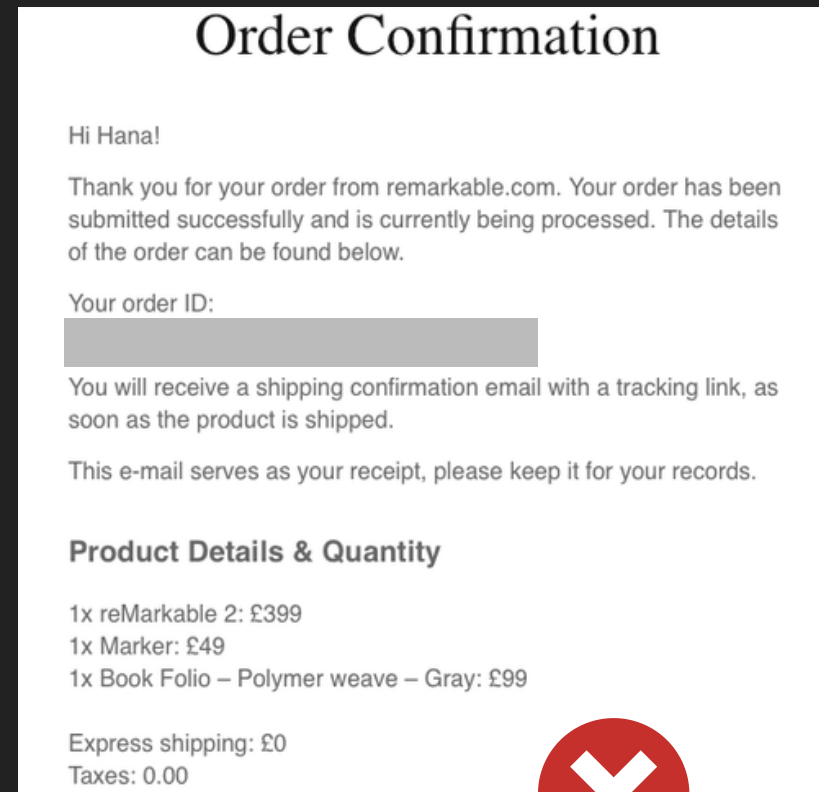 Order Confirmation
Hi Hana!
Thank you for your order from remarkable.com. Your order has been
submitted successfully and is currently being processed. The details
of the order can be found below.
Your order ID:
You will receive a shipping confirmation email with a tracking link, as
soon as the product is shipped.
This e-mail serves as your receipt, please keep it for your records.
Product Details & Quantity
1x reMarkable 2: £399
1x Marker: £49
1x Book Folio – Polymer weave – Gray: £99
Express shipping: £0
Taxes: 0.00